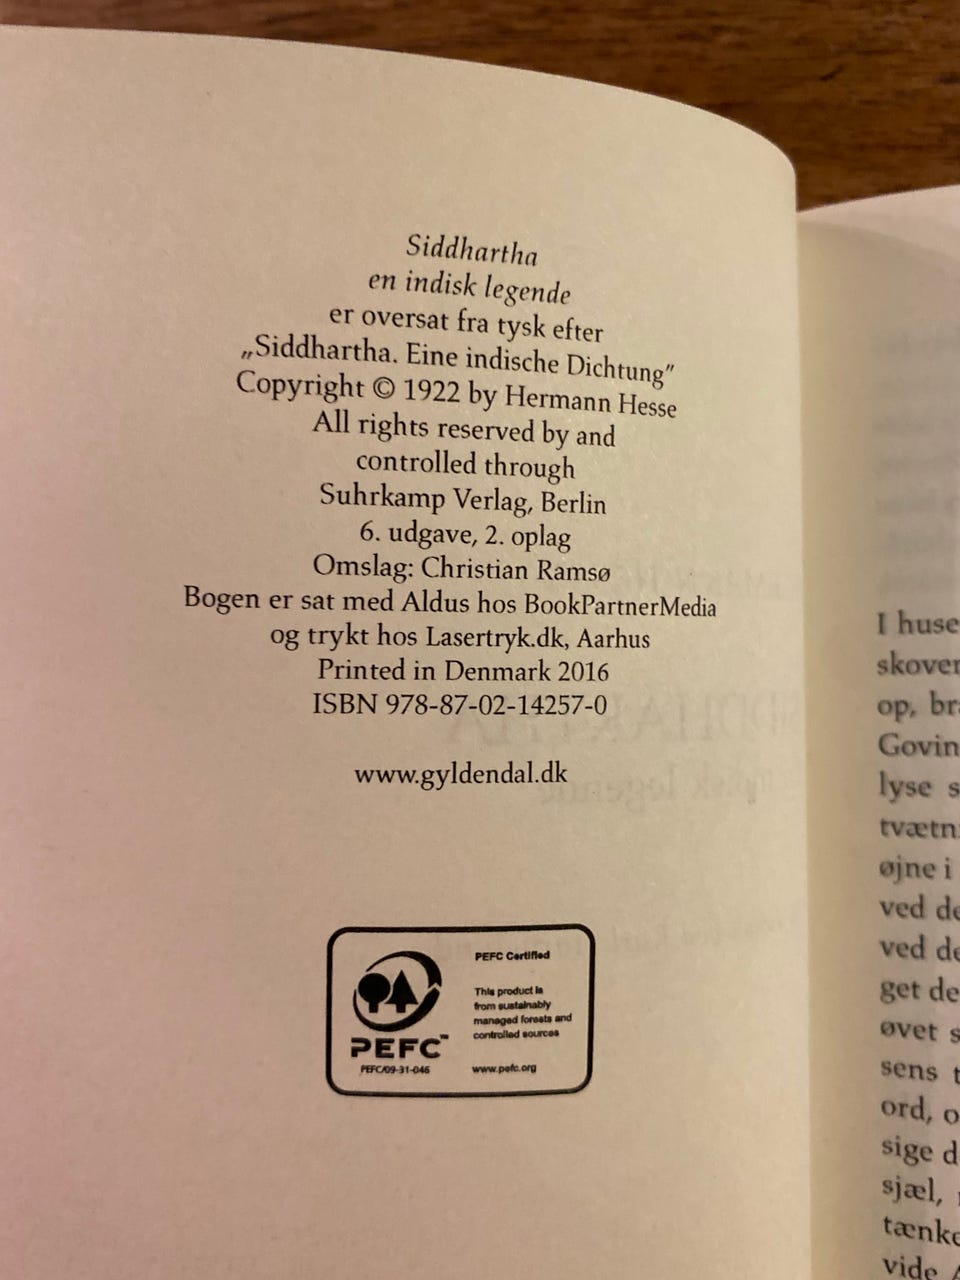 Siddhartha
en indisk legende
er oversat fra tysk efter
„Siddhartha. Eine indische Dichtung"
Copyright © 1922 by Hermann Hesse
All rights reserved by and
controlled through
Suhrkamp Verlag, Berlin
6. udgave, 2. oplag
Omslag: Christian Ramsø
Bogen er sat med Aldus hos BookPartnerMedia
og trykt hos Lasertryk.dk, Aarhus
Printed in Denmark 2016
ISBN 978-87-02-14257-0
www.gyldendal.dk
PEFC™
PEFC/09-31-046
PEFC Certified
This product is
from sustainably
managed forests and
controlled sources
www.pefc.org
I huse
skover
op, br
Govin
lyse s
tvætn
øjne i
ved de
ved de
get de
øvet s
sens t
ord, o
sige d
sjæl,
tænke
vide